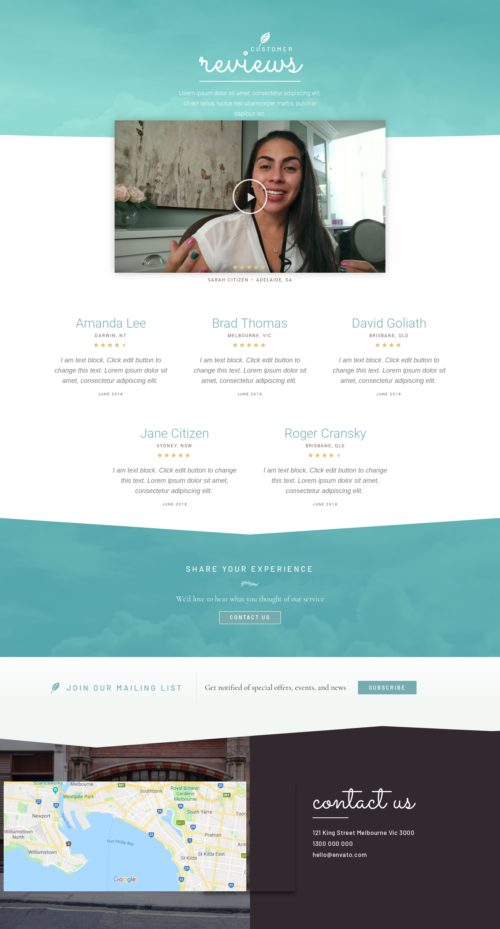 CUSTOMER
reviews
Lorem ipsum dolor sit amet, consectetur adipiscing elit.
Ut elit tellus, luctus nec ullamcorper mattis, pulvinar
dapibus leo.
SARAH CITIZEN – ADELAIDE, SA
Amanda Lee
DARWIN, NT
I am text block. Click edit button to
change this text. Lorem ipsum dolor sit
amet, consectetur adipiscing elit.
JUNE 2018
Brad Thomas
MELBOURNE, VIC
I am text block. Click edit button to
change this text. Lorem ipsum dolor sit
amet, consectetur adipiscing elit.
JUNE 2018
David Goliath
BRISBANE, QLD
I am text block. Click edit button to
change this text. Lorem ipsum dolor sit
amet, consectetur adipiscing elit.
JUNE 2018
Jane Citizen
SYDNEY, NSW
I am text block. Click edit button to change
this text. Lorem ipsum dolor sit amet,
consectetur adipiscing elit.
JUNE 2018
Roger Cransky
BRISBANE, QLD
I am text block. Click edit button to change
this text. Lorem ipsum dolor sit amet,
consectetur adipiscing elit.
JUNE 2018
SHARE YOUR EXPERIENCE
We'd love to hear what you thought of our service
CONTACT US
JOIN OUR MAILING LIST
Get notified of special offers, events, and news
SUBSCRIBE
Melbourne
Westgate Park
Southbank
Royal Botanic
Gardens
Melbourne
Newport
South Yarra
Williamstown
North
Port Phillip Bay
Prahran
St Kilda
St Kilda East
Williamstown
Google
contact us
121 King Street Melbourne Vic 3000
1300 000 000
hello@envato.com